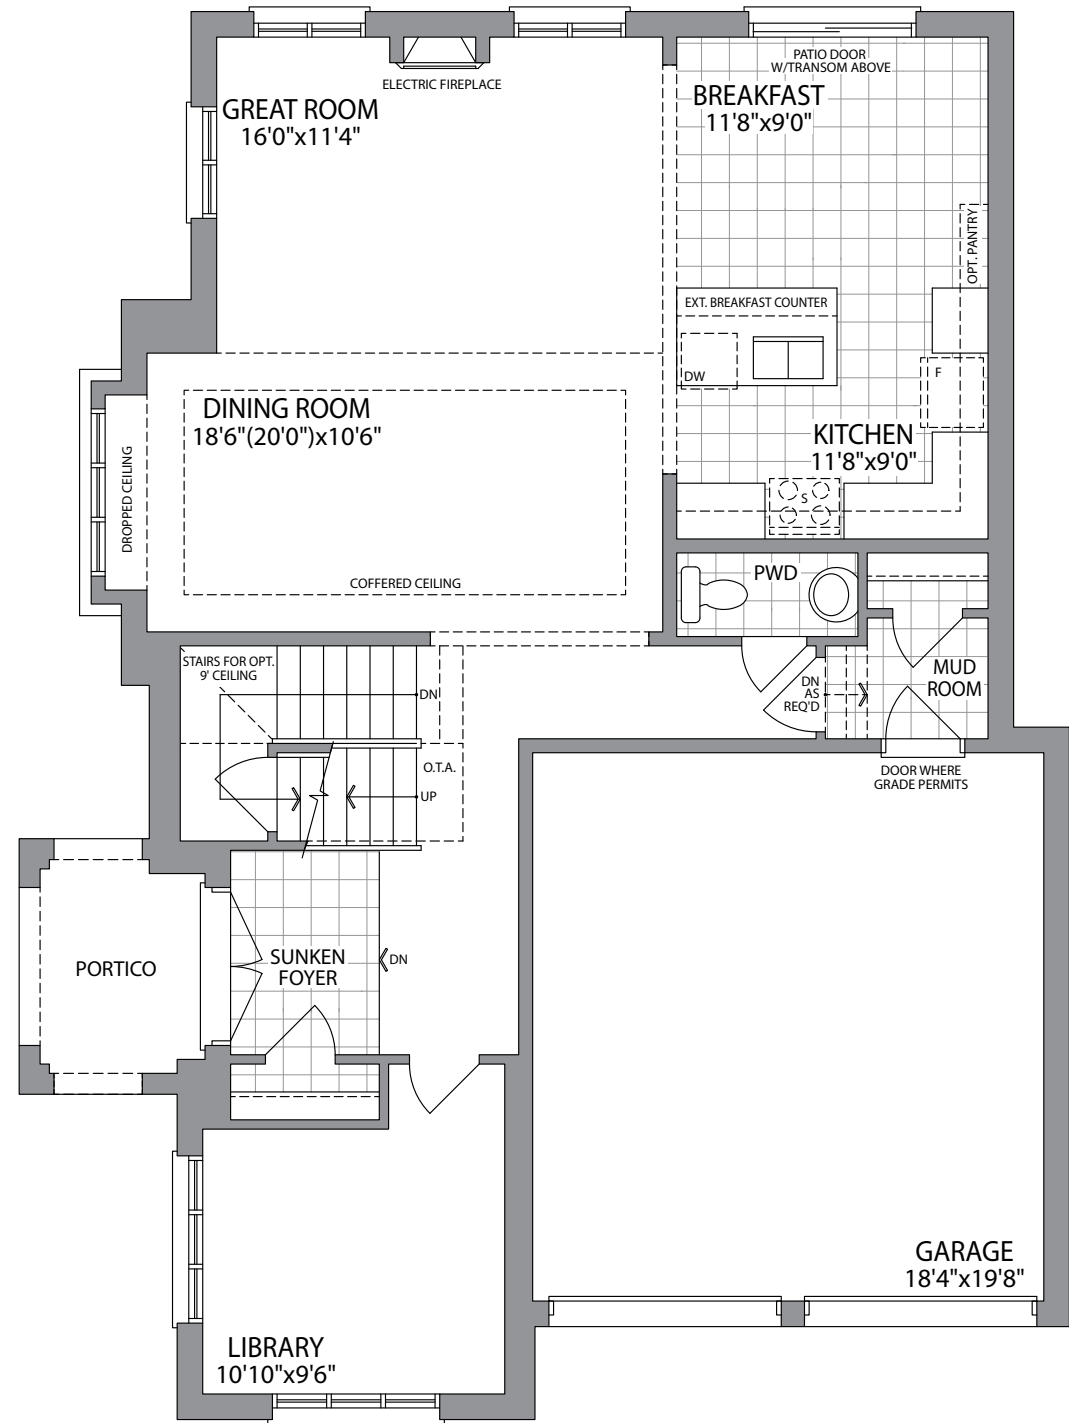 PATIO DOOR
W/TRANSOM ABOVE
ELECTRIC FIREPLACE
GREAT ROOM
16'0"x11'4"
BREAKFAST
11'8"x9'0"
OPT. PANTRY
EXT. BREAKFAST COUNTER
DW
F
DINING ROOM
18'6"(20'0")x10'6"
KITCHEN
11'8"x9'0"
DROPPED CEILING
S
COFFERED CEILING
PWD
STAIRS FOR OPT.
9' CEILING
DN
MUD
ROOM
DN
AS
REQ'D
O.T.A.
UP
DOOR WHERE
GRADE PERMITS
PORTICO
SUNKEN
FOYER
DN
GARAGE
18'4"x19'8"
LIBRARY
10'10"x9'6"